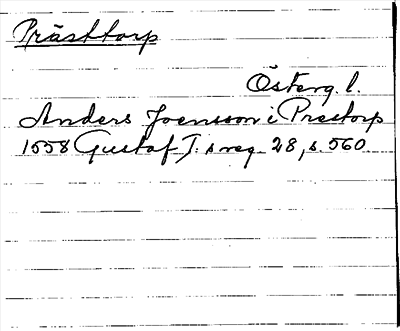 Prästtorp
Österg. l.
Anders Joensson i Prestorp
1558 Gustaf I:s reg. 28, s. 560